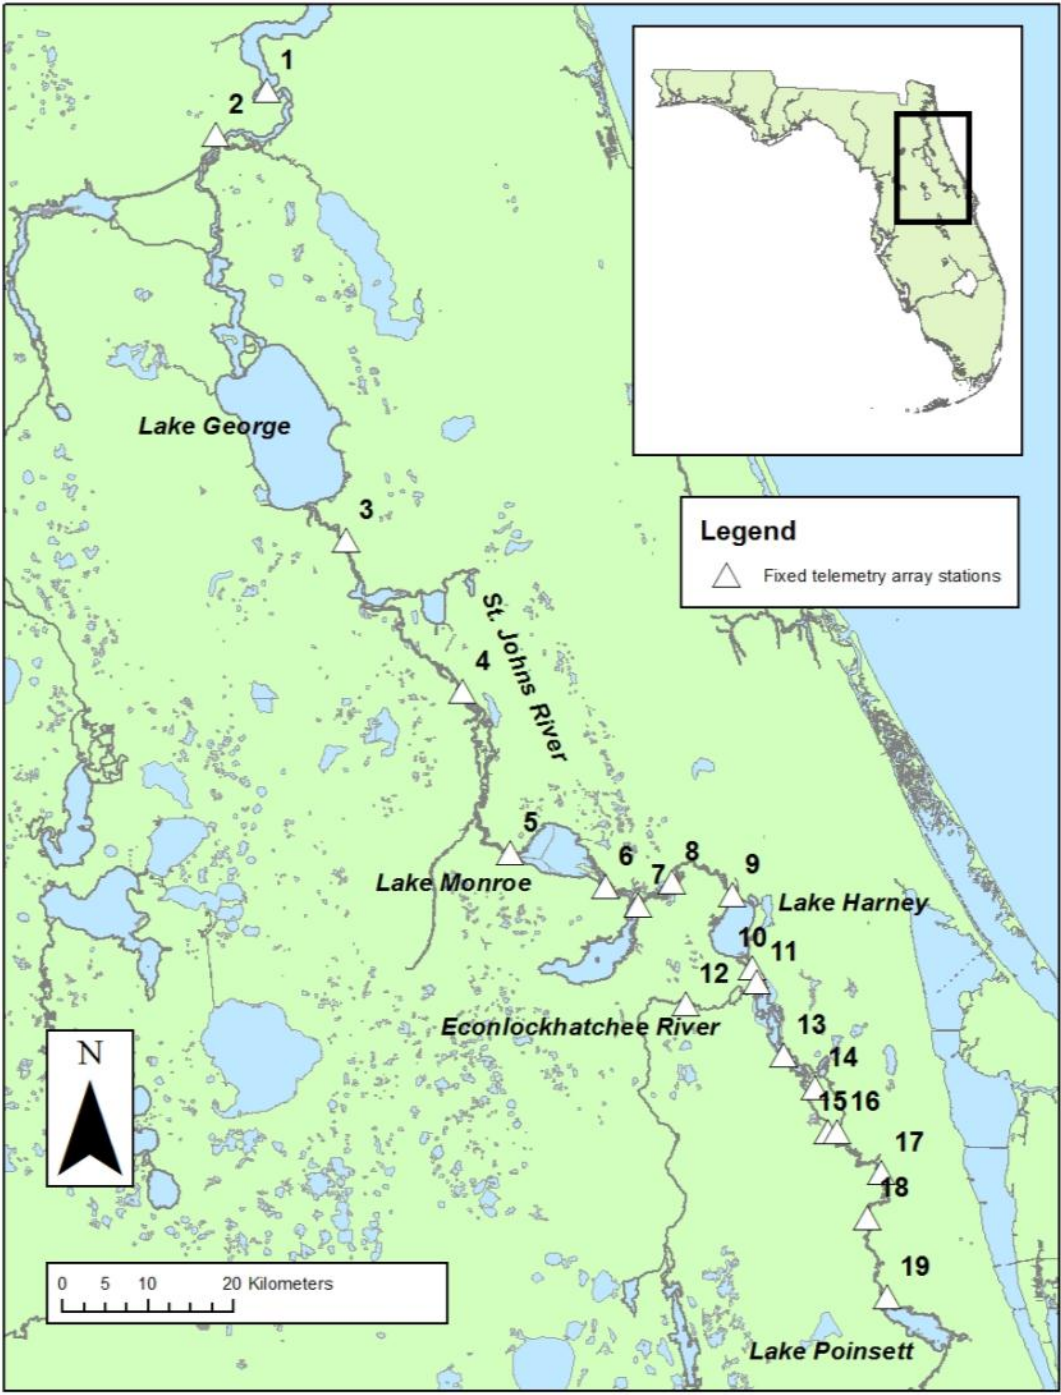 1
2
Lake George
3
Legend
Fixed telemetry array stations
St. Johns River
4
5
6
7
8
9
Lake Monroe
Lake Harney
10
11
12
Econlockhatchee River
13
N
14
15 16
17
18
19
0 5 10 20 Kilometers
Lake Poinsett